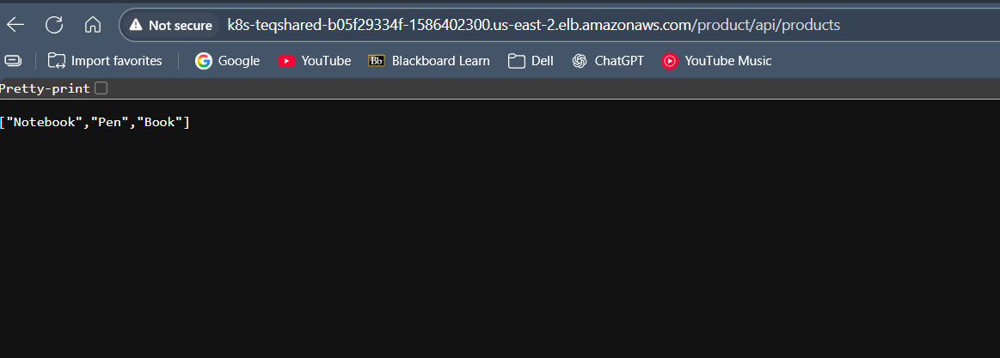 Not secure k8s-teqshared-b05f29334f-1586402300.us-east-2.elb.amazonaws.com/product/api/products
Import favorites Google YouTube Bb Blackboard Learn Dell ChatGPT YouTube Music
Pretty-print
["Notebook","Pen","Book"]